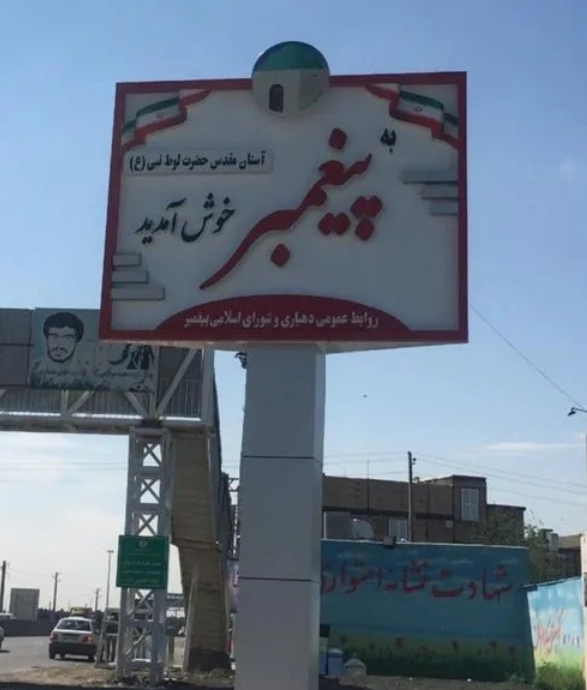 به
پیغمبر
آستان مقدس حضرت لوط نبی (ع)
خوش آمدید
روابط عمومی دهیاری و شورای اسلامی پیغمبر
شهادت نشانه استواری